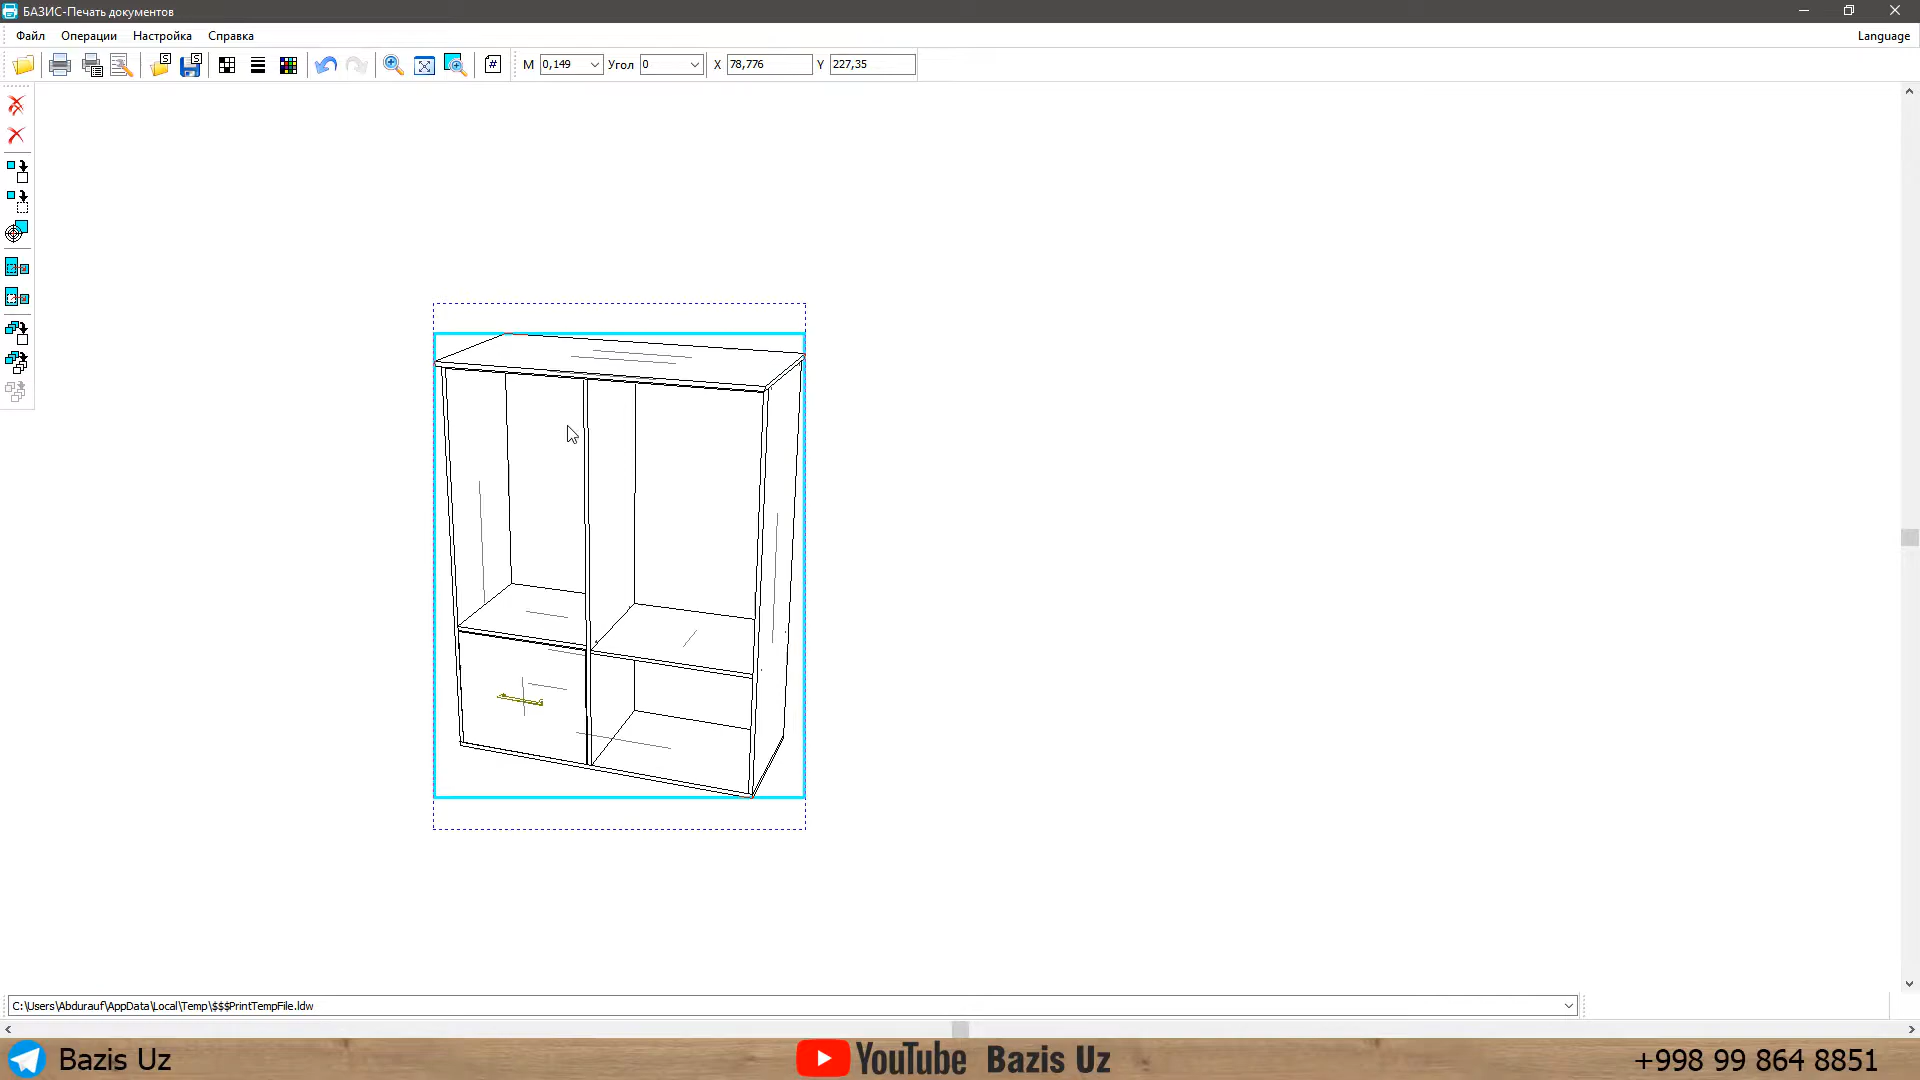 БАЗИС-Печать документов
Файл Операции Настройка Справка Language
М 0,149 Угол 0 X 78,776 Y 227,35
C:\Users\Abdurauf\AppData\Local\Temp\$$$PrintTempFile.ldw
Bazis Uz YouTube Bazis Uz +998 99 864 8851